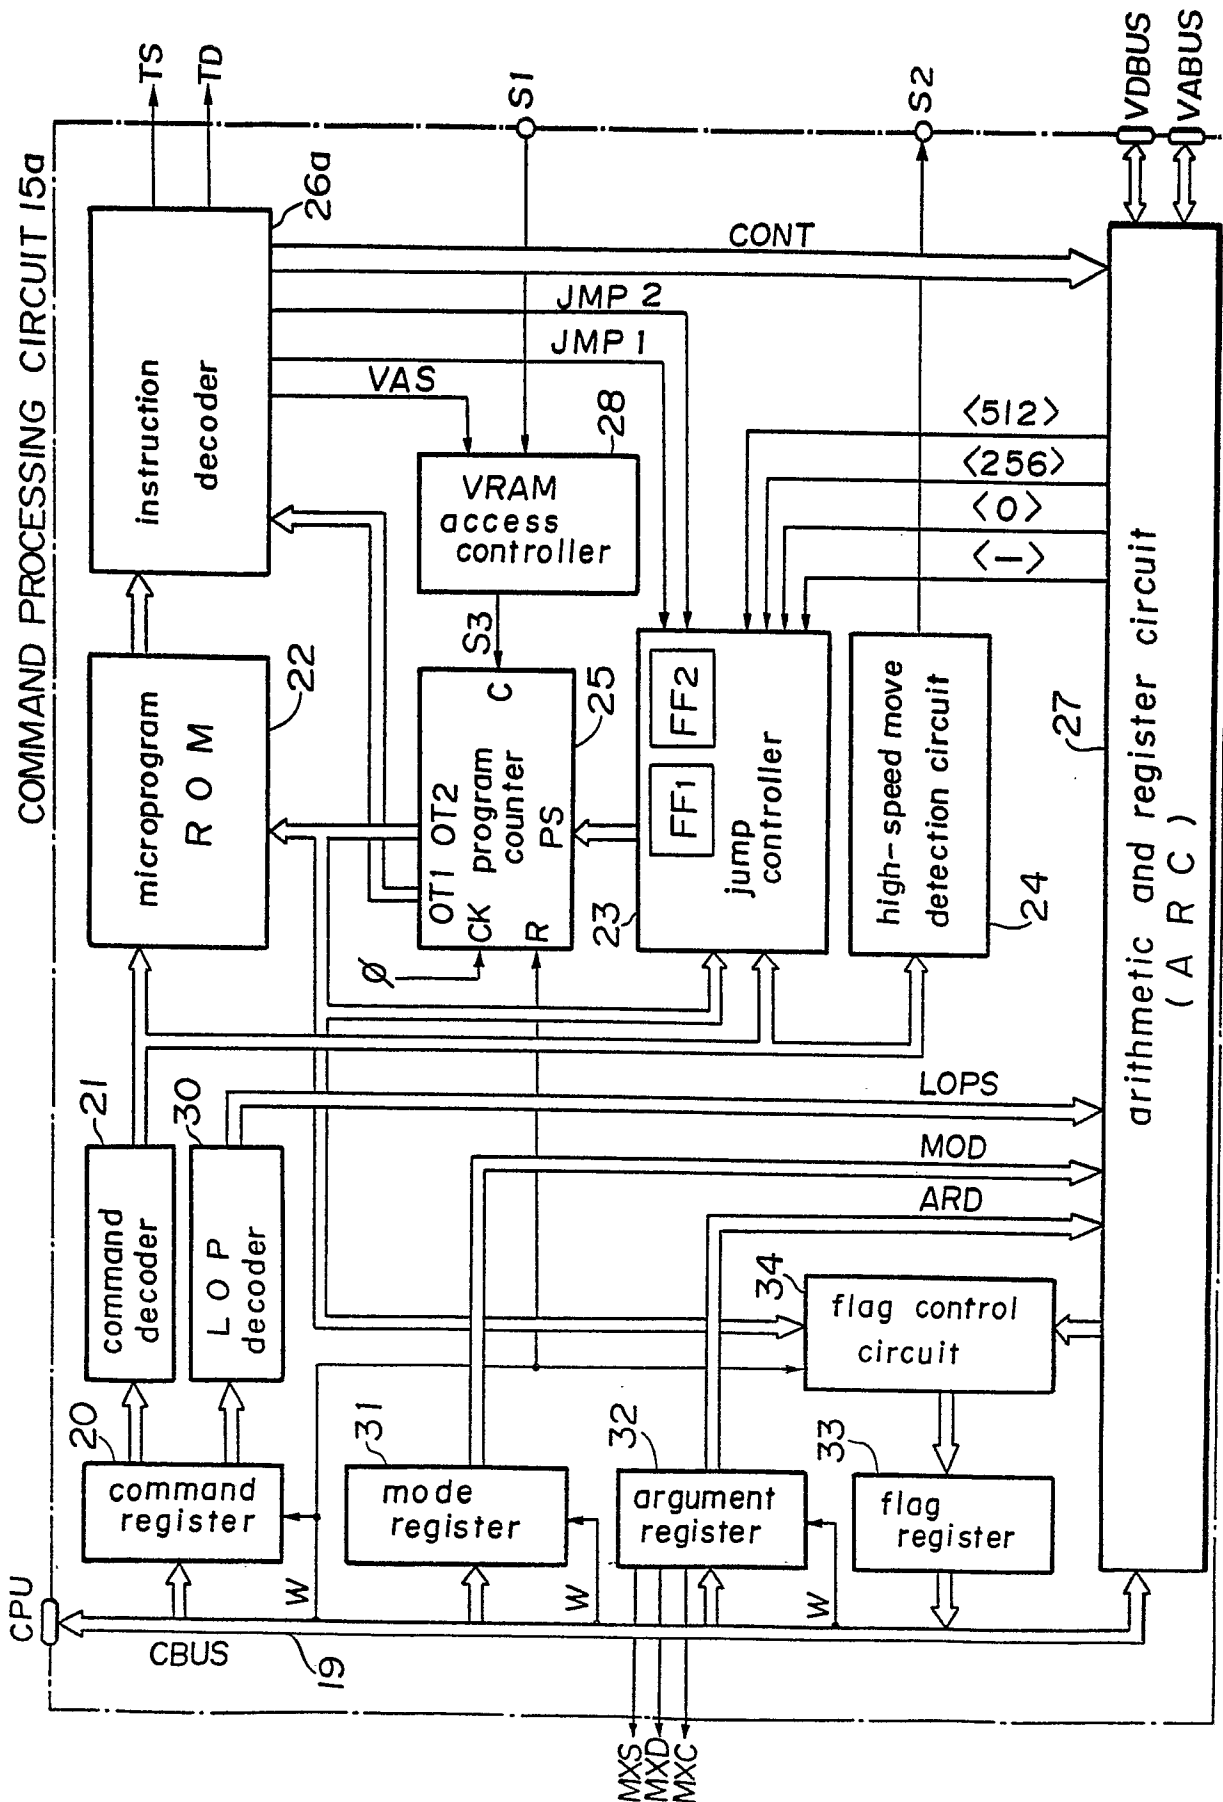 COMMAND PROCESSING CIRCUIT 15a
CPU
CBUS
19
W
W
W
20
command
register
21
command
decoder
30
L O P
decoder
31
mode
register
32
argument
register
33
flag
register
34
flag control
circuit
MXS
MXD
MXC
microprogram
R O M
22
instruction
decoder
26a
TS
TD
S1
S2
VDBUS
VABUS
Ø
OT1 OT2
CK
program
counter
C
R
PS
25
S3
VRAM
access
controller
28
VAS
JMP 1
JMP 2
CONT
23
FF1
FF2
jump
controller
high-speed move
detection circuit
24
<512>
<256>
<0>
<->
LOPS
MOD
ARD
27
arithmetic and register circuit
( A R C )